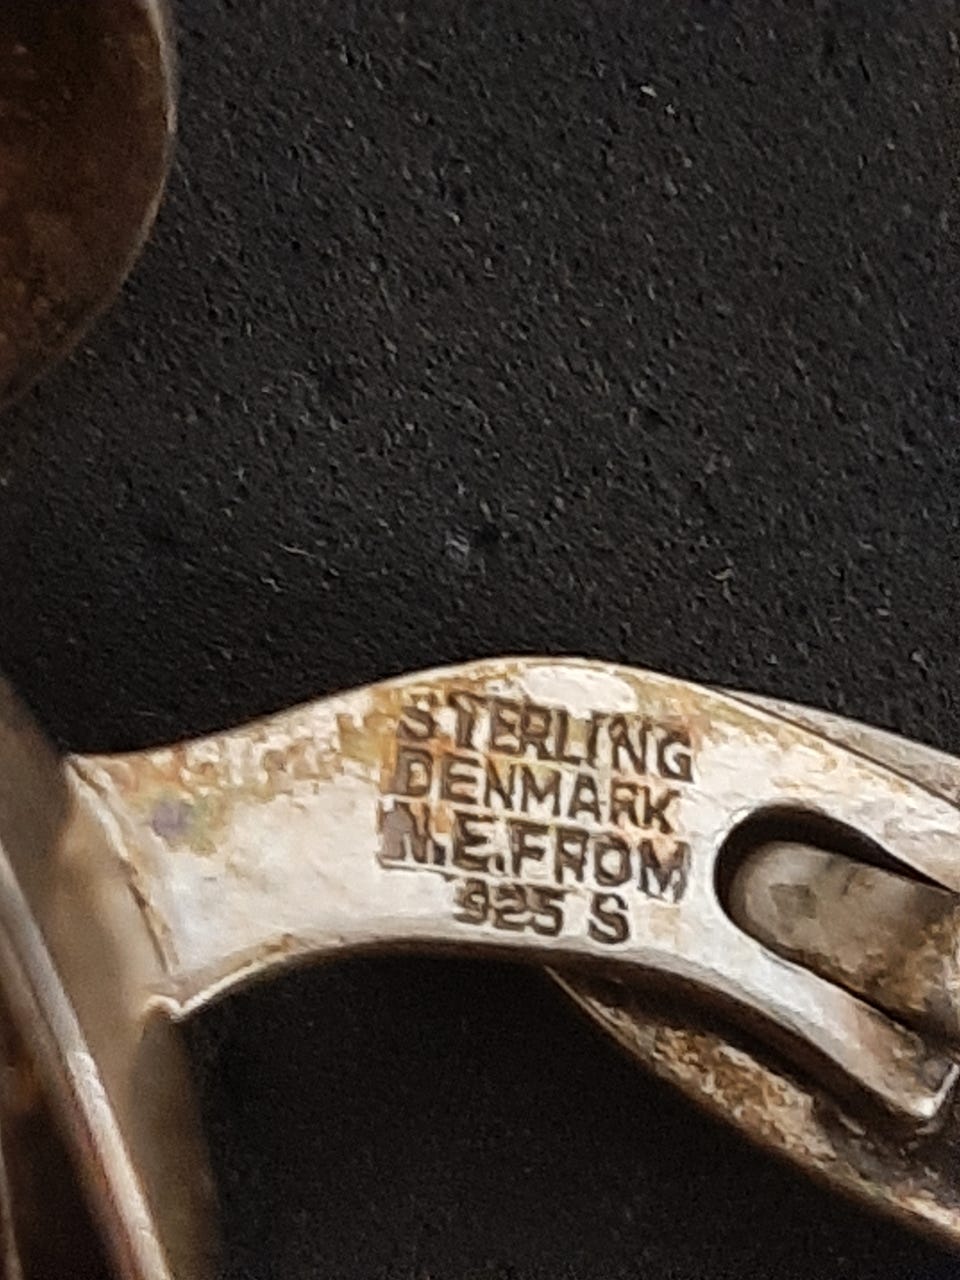 STERLING
DENMARK
N.E.FROM
925 S